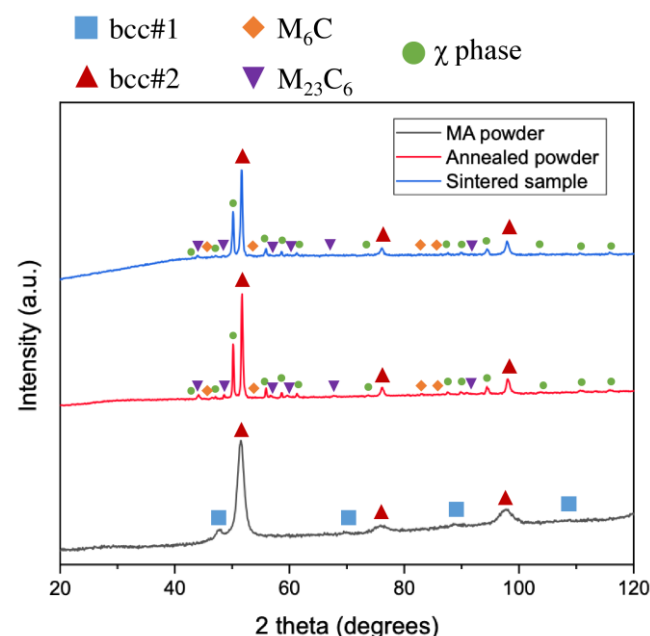 bcc#1
M₆C
χ phase
bcc#2
M₂₃C₆
MA powder
Annealed powder
Sintered sample
Intensity (a.u.)
20
40
60
80
100
120
2 theta (degrees)